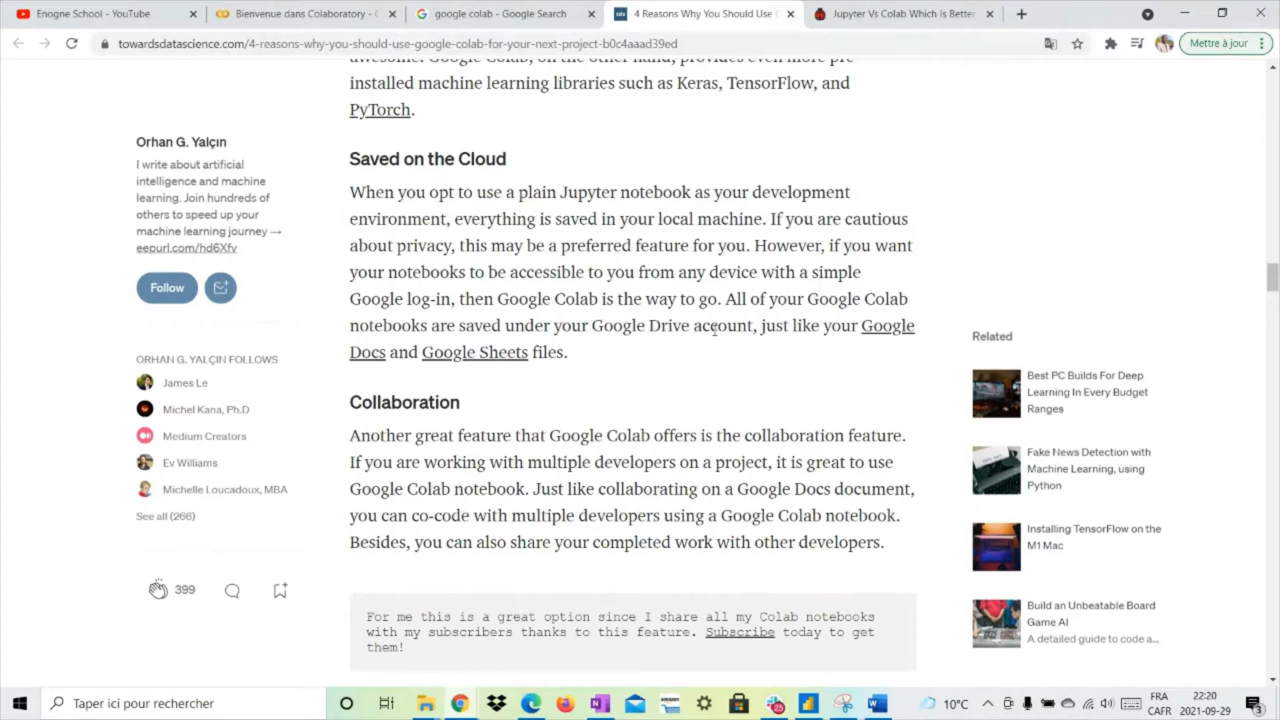 Enogne School - YouTube
Bienvenue dans Colaboratory - C
google colab - Google Search
4 Reasons Why You Should Use G
Jupyter Vs Colab Which Is Better
towardsdatascience.com/4-reasons-why-you-should-use-google-colab-for-your-next-project-b0c4aaad39ed
Mettre à jour
awesome. Google Colab, on the other hand, provides even more pre-
installed machine learning libraries such as Keras, TensorFlow, and
PyTorch.
Orhan G. Yalçın
I write about artificial
intelligence and machine
learning. Join hundreds of
others to speed up your
machine learning journey →
eepurl.com/hd6Xfv
Follow
ORHAN G. YALÇIN FOLLOWS
James Le
Michel Kana, Ph.D
Medium Creators
Ev Williams
Michelle Loucadoux, MBA
See all (266)
399
Saved on the Cloud
When you opt to use a plain Jupyter notebook as your development
environment, everything is saved in your local machine. If you are cautious
about privacy, this may be a preferred feature for you. However, if you want
your notebooks to be accessible to you from any device with a simple
Google log-in, then Google Colab is the way to go. All of your Google Colab
notebooks are saved under your Google Drive account, just like your Google
Docs and Google Sheets files.
Collaboration
Another great feature that Google Colab offers is the collaboration feature.
If you are working with multiple developers on a project, it is great to use
Google Colab notebook. Just like collaborating on a Google Docs document,
you can co-code with multiple developers using a Google Colab notebook.
Besides, you can also share your completed work with other developers.
For me this is a great option since I share all my Colab notebooks
with my subscribers thanks to this feature. Subscribe today to get
them!
Related
Best PC Builds For Deep
Learning In Every Budget
Ranges
Fake News Detection with
Machine Learning, using
Python
Installing TensorFlow on the
M1 Mac
Build an Unbeatable Board
Game AI
A detailed guide to code a...
Taper ici pour rechercher
25
10°C
FRA
CAFR
22:20
2021-09-29
3